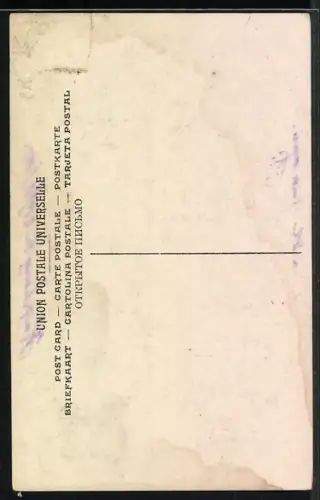 UNION POSTALE UNIVERSELLE
POST CARD — CARTE POSTALE — POSTKARTE
BRIEFKAART — CARTOLINA POSTALE — TARJETA POSTAL
ОТКРЫТОЕ ПИСЬМО